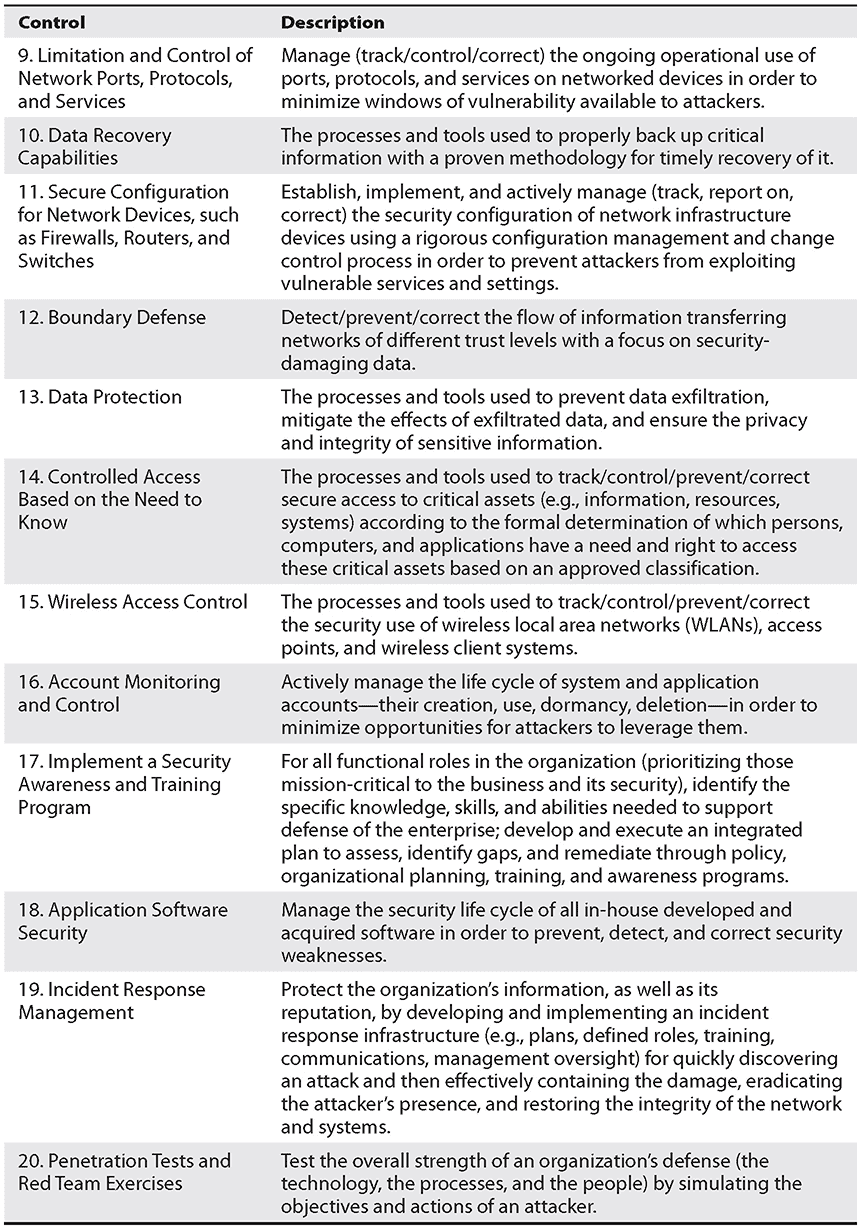 Control Description
9. Limitation and Control of
Network Ports, Protocols,
and Services
Manage (track/control/correct) the ongoing operational use of
ports, protocols, and services on networked devices in order to
minimize windows of vulnerability available to attackers.
10. Data Recovery
Capabilities
The processes and tools used to properly back up critical
information with a proven methodology for timely recovery of it.
11. Secure Configuration
for Network Devices, such
as Firewalls, Routers, and
Switches
Establish, implement, and actively manage (track, report on,
correct) the security configuration of network infrastructure
devices using a rigorous configuration management and change
control process in order to prevent attackers from exploiting
vulnerable services and settings.
12. Boundary Defense
Detect/prevent/correct the flow of information transferring
networks of different trust levels with a focus on security-
damaging data.
13. Data Protection
The processes and tools used to prevent data exfiltration,
mitigate the effects of exfiltrated data, and ensure the privacy
and integrity of sensitive information.
14. Controlled Access
Based on the Need to
Know
The processes and tools used to track/control/prevent/correct
secure access to critical assets (e.g., information, resources,
systems) according to the formal determination of which persons,
computers, and applications have a need and right to access
these critical assets based on an approved classification.
15. Wireless Access Control
The processes and tools used to track/control/prevent/correct
the security use of wireless local area networks (WLANs), access
points, and wireless client systems.
16. Account Monitoring
and Control
Actively manage the life cycle of system and application
accounts—their creation, use, dormancy, deletion—in order to
minimize opportunities for attackers to leverage them.
17. Implement a Security
Awareness and Training
Program
For all functional roles in the organization (prioritizing those
mission-critical to the business and its security), identify the
specific knowledge, skills, and abilities needed to support
defense of the enterprise; develop and execute an integrated
plan to assess, identify gaps, and remediate through policy,
organizational planning, training, and awareness programs.
18. Application Software
Security
Manage the security life cycle of all in-house developed and
acquired software in order to prevent, detect, and correct security
weaknesses.
19. Incident Response
Management
Protect the organization’s information, as well as its
reputation, by developing and implementing an incident
response infrastructure (e.g., plans, defined roles, training,
communications, management oversight) for quickly discovering
an attack and then effectively containing the damage, eradicating
the attacker’s presence, and restoring the integrity of the network
and systems.
20. Penetration Tests and
Red Team Exercises
Test the overall strength of an organization’s defense (the
technology, the processes, and the people) by simulating the
objectives and actions of an attacker.